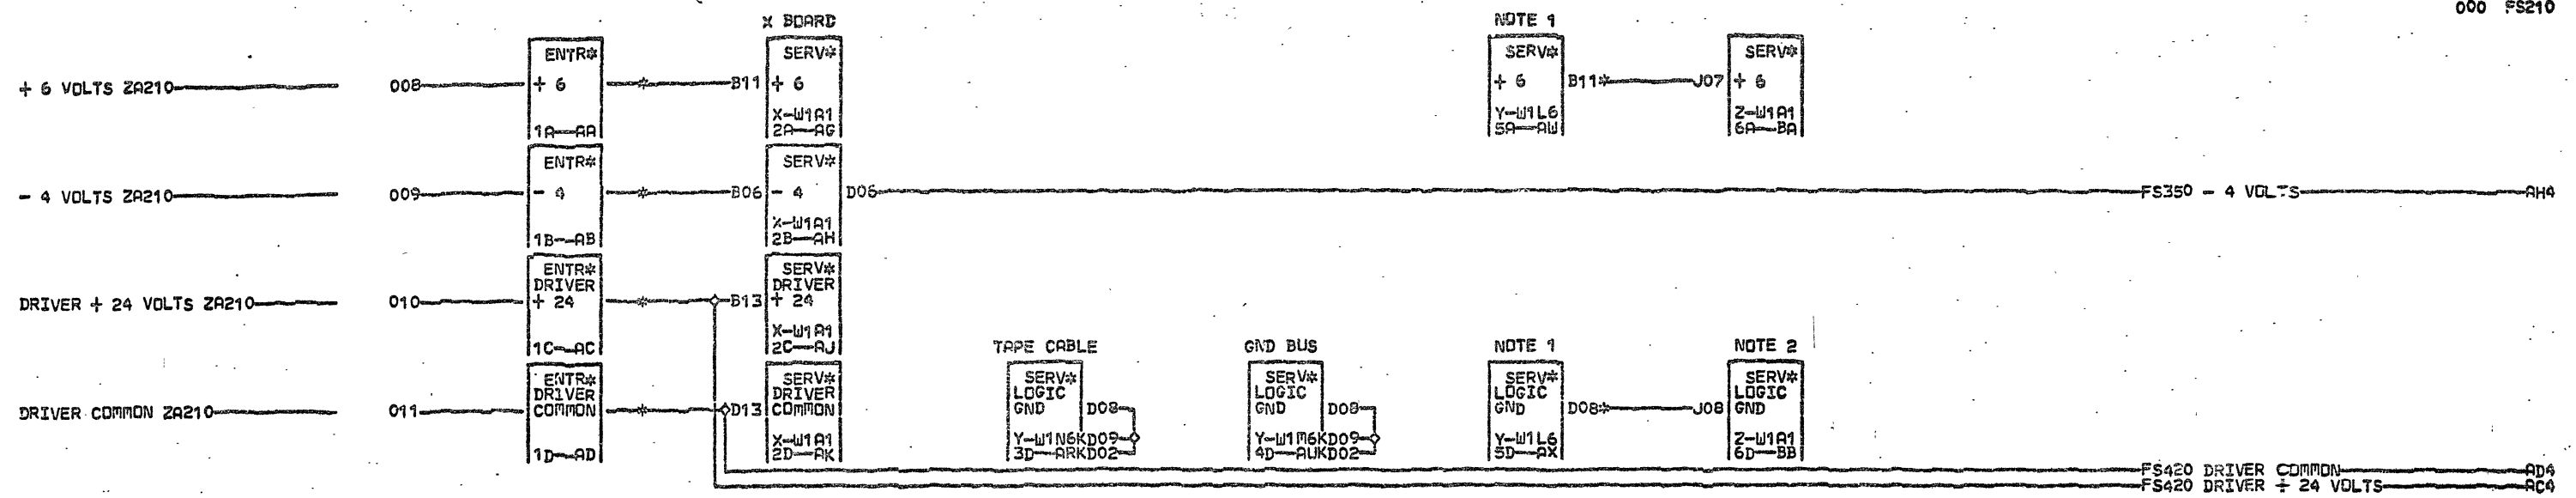 000 FS210
X BOARD
NOTE 1
ENTR*
SERV*
SERV*
SERV*
+ 6 VOLTS ZA210
008
+ 6
*
B11
+ 6
+ 6
B11*
J07
+ 6
X-W1A1
Y-W1L6
Z-W1A1
1A--AA
2A--AG
5A--AW
6A--BA
ENTR*
SERV*
- 4 VOLTS ZA210
009
- 4
*
B06
- 4
D06
FS350 - 4 VOLTS
AH4
X-W1A1
1B--AB
2B--AH
ENTR*
SERV*
DRIVER
DRIVER
DRIVER + 24 VOLTS ZA210
010
+ 24
*
B13
+ 24
X-W1A1
1C--AC
2C--AJ
TAPE CABLE
GND BUS
NOTE 1
NOTE 2
ENTR*
SERV*
SERV*
SERV*
SERV*
SERV*
DRIVER
DRIVER
LOGIC
LOGIC
LOGIC
LOGIC
DRIVER COMMON ZA210
011
COMMON
*
D13
COMMON
GND
D08
GND
D08
GND
D08*
J08
GND
X-W1A1
Y-W1N6KD09
Y-W1M6KD09
Y-W1L6
Z-W1A1
1D--AD
2D--AK
3D--ARKD02
4D--AUKD02
5D--AX
6D--BB
FS420 DRIVER COMMON
AD4
FS420 DRIVER + 24 VOLTS
AC4